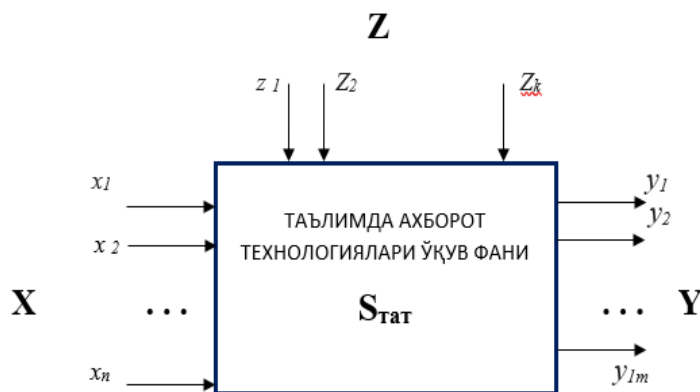 Z
z 1 Z2 Zk
x1 y1
y2
ТАЪЛИМДА АХБОРОТ
x 2 ТЕХНОЛОГИЯЛАРИ ЎҚУВ ФАНИ
X ... Sтат ... Y
xn y1m